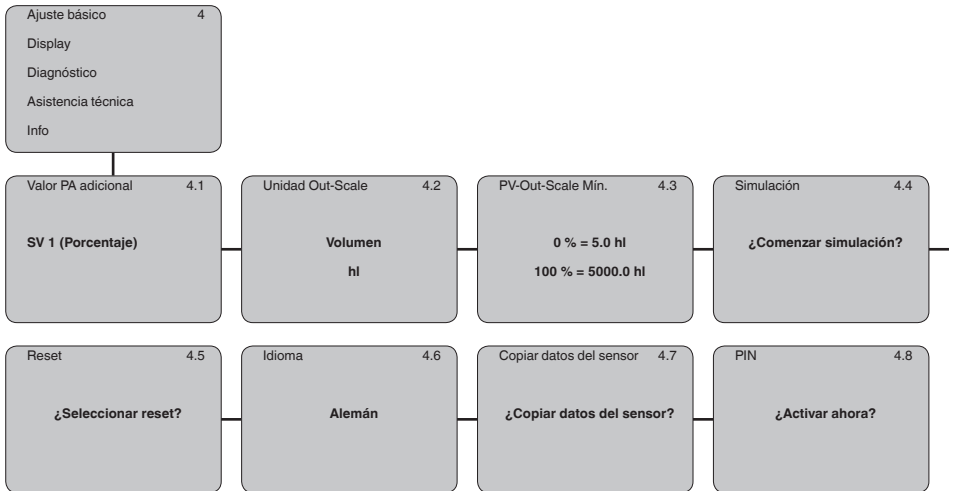 Ajuste básico 4
Display
Diagnóstico
Asistencia técnica
Info
Valor PA adicional 4.1
SV 1 (Porcentaje)
Unidad Out-Scale 4.2
Volumen
hl
PV-Out-Scale Mín. 4.3
0 % = 5.0 hl
100 % = 5000.0 hl
Simulación 4.4
¿Comenzar simulación?
Reset 4.5
¿Seleccionar reset?
Idioma 4.6
Alemán
Copiar datos del sensor 4.7
¿Copiar datos del sensor?
PIN 4.8
¿Activar ahora?